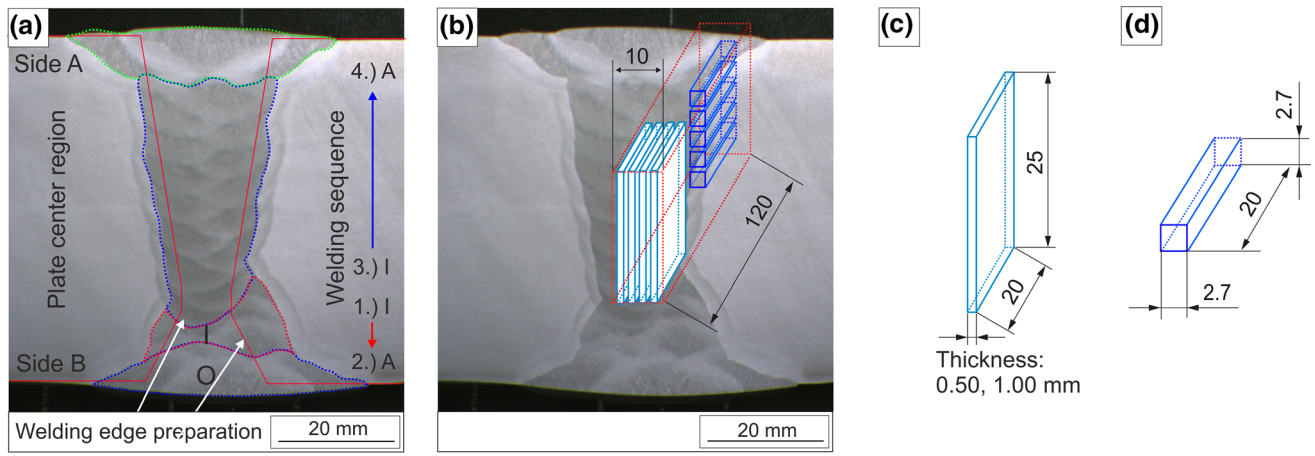 (a)
Side A
Plate center region
Welding sequence
4.) A
3.) I
1.) I
2.) A
I
Side B
O
Welding edge preparation
20 mm
(b)
10
120
20 mm
(c)
25
20
Thickness:
0.50, 1.00 mm
(d)
2.7
20
2.7